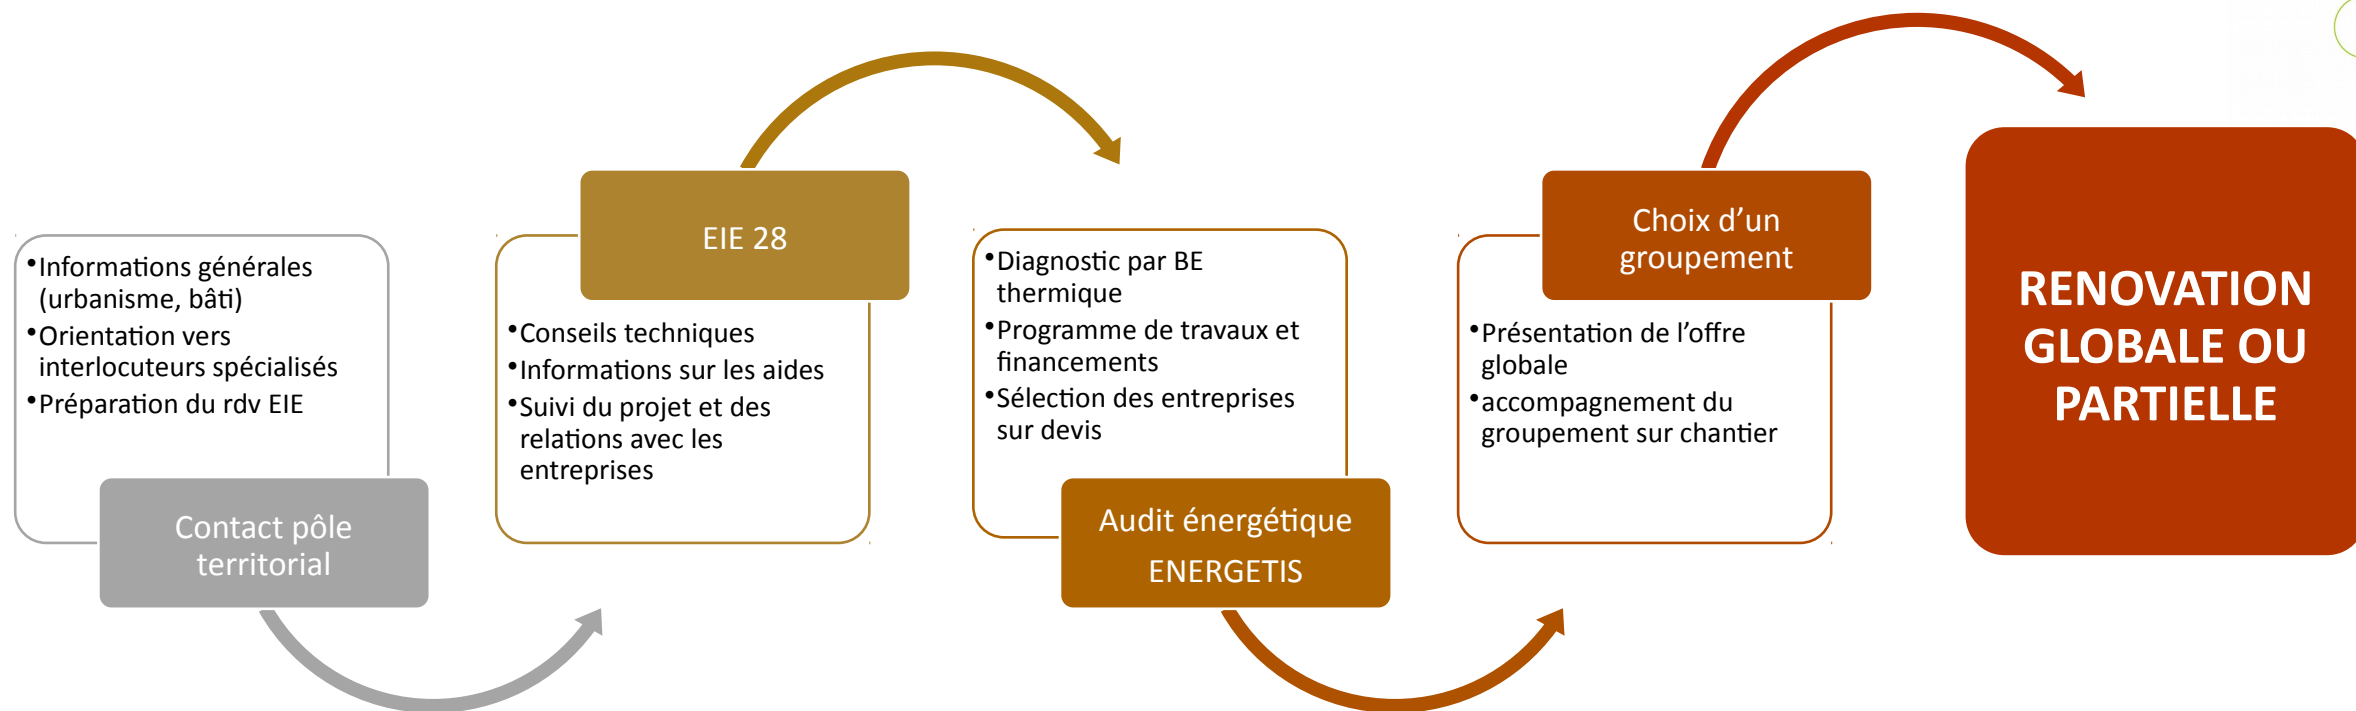 •Informations générales
(urbanisme, bâti)
•Orientation vers
interlocuteurs spécialisés
•Préparation du rdv EIE
Contact pôle
territorial
EIE 28
•Conseils techniques
•Informations sur les aides
•Suivi du projet et des
relations avec les
entreprises
•Diagnostic par BE
thermique
•Programme de travaux et
financements
•Sélection des entreprises
sur devis
Audit énergétique
ENERGETIS
Choix d’un
groupement
•Présentation de l’offre
globale
•accompagnement du
groupement sur chantier
RENOVATION
GLOBALE OU
PARTIELLE